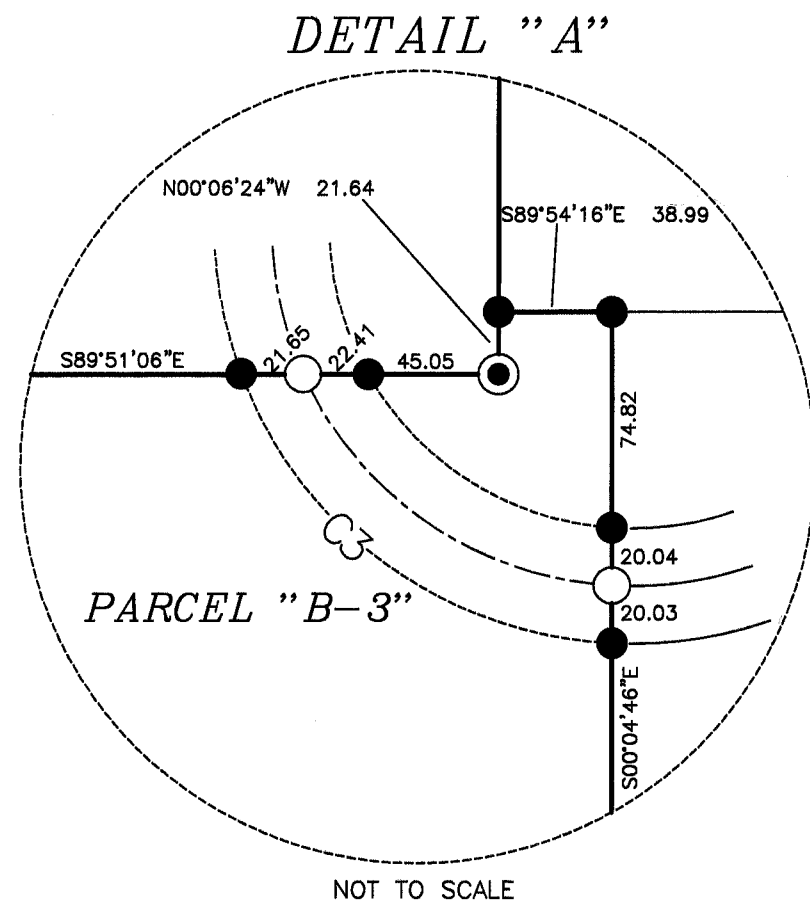 DETAIL "A"
N00°06'24"W 21.64
S89°54'16"E 38.99
S89°51'06"E
21.65
22.41
45.05
74.82
C3
20.04
PARCEL "B-3"
20.03
S00°04'46"E
NOT TO SCALE